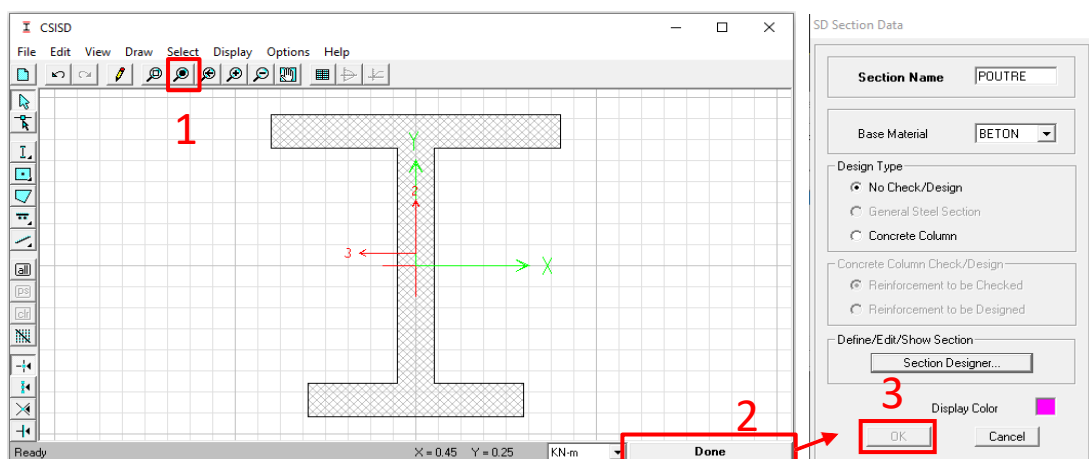 CSISD
File Edit View Draw Select Display Options Help
1
Y
2
3
X
all
ps
clr
Ready
X = 0.45 Y = 0.25
KN-m
Done
2
SD Section Data
Section Name POUTRE
Base Material BETON
Design Type
No Check/Design
General Steel Section
Concrete Column
Concrete Column Check/Design
Reinforcement to be Checked
Reinforcement to be Designed
Define/Edit/Show Section
Section Designer...
3
Display Color
OK Cancel